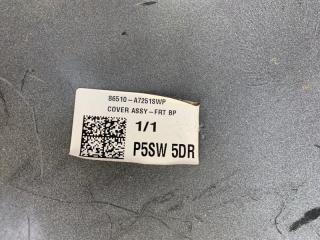 86510-A7251SWP
COVER ASSY-FRT BP
1/1
P5SW 5DR